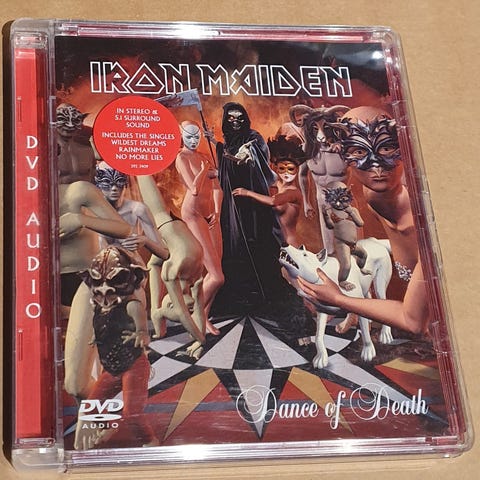 IRON MAIDEN
IN STEREO &
5.1 SURROUND
SOUND
INCLUDES THE SINGLES
WILDEST DREAMS
RAINMAKER
NO MORE LIES
DVD AUDIO
Dance of Death
DVD
AUDIO